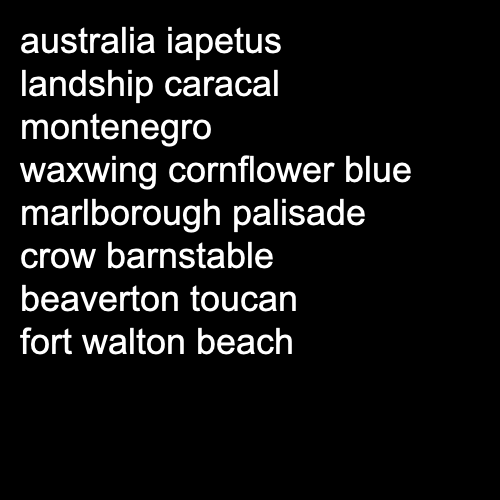 australia iapetus
landship caracal
montenegro
waxwing cornflower blue
marlborough palisade
crow barnstable
beaverton toucan
fort walton beach